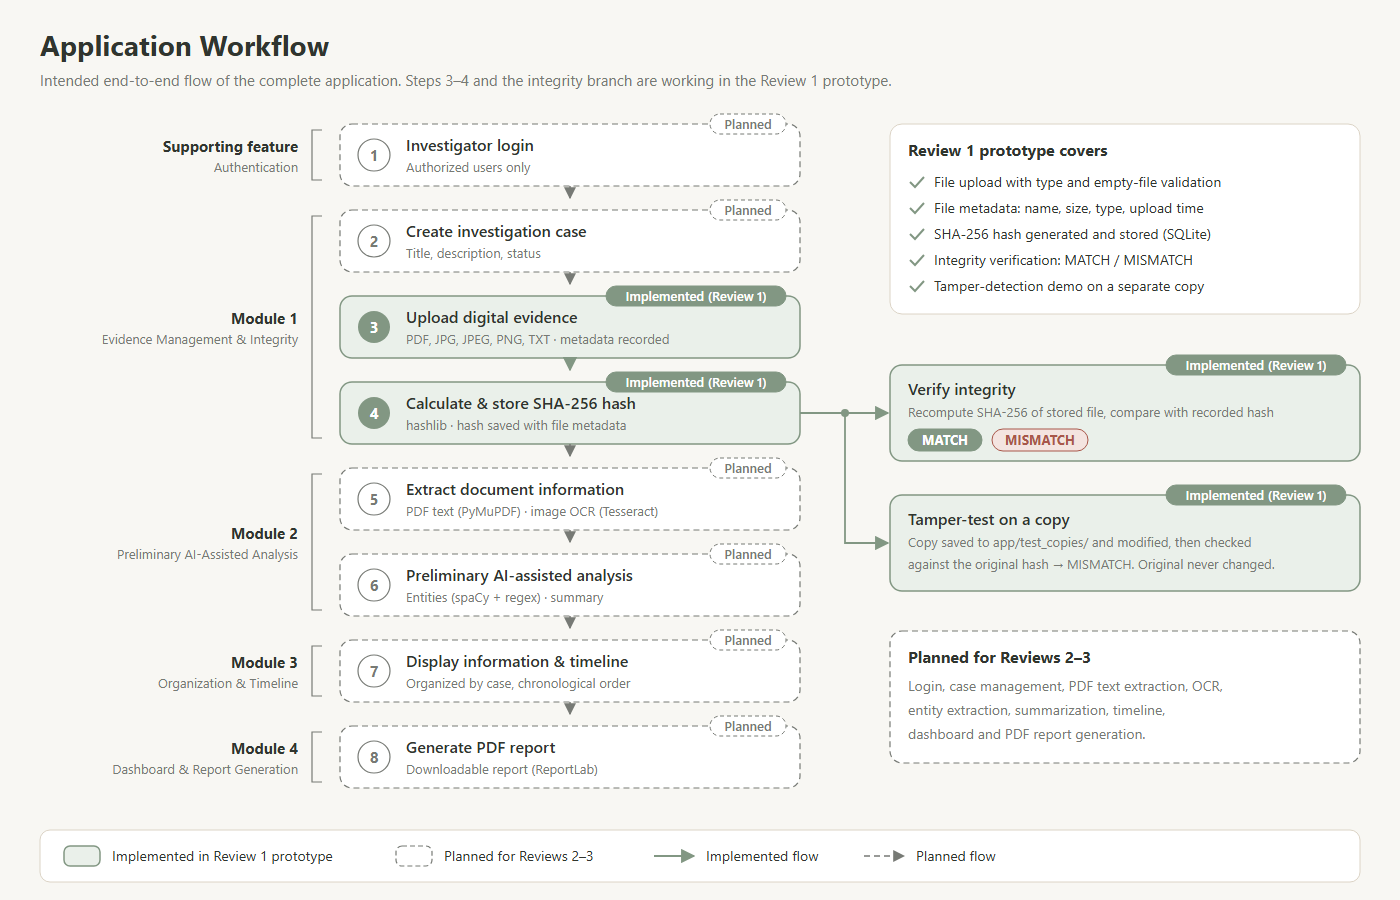 Application Workflow
Intended end-to-end flow of the complete application. Steps 3–4 and the integrity branch are working in the Review 1 prototype.
Supporting feature
Authentication
Planned
1
Investigator login
Authorized users only
Module 1
Evidence Management & Integrity
Planned
2
Create investigation case
Title, description, status
Implemented (Review 1)
3
Upload digital evidence
PDF, JPG, JPEG, PNG, TXT · metadata recorded
Implemented (Review 1)
4
Calculate & store SHA-256 hash
hashlib · hash saved with file metadata
Module 2
Preliminary AI-Assisted Analysis
Planned
5
Extract document information
PDF text (PyMuPDF) · image OCR (Tesseract)
Planned
6
Preliminary AI-assisted analysis
Entities (spaCy + regex) · summary
Module 3
Organization & Timeline
Planned
7
Display information & timeline
Organized by case, chronological order
Module 4
Dashboard & Report Generation
Planned
8
Generate PDF report
Downloadable report (ReportLab)
Review 1 prototype covers
File upload with type and empty-file validation
File metadata: name, size, type, upload time
SHA-256 hash generated and stored (SQLite)
Integrity verification: MATCH / MISMATCH
Tamper-detection demo on a separate copy
Implemented (Review 1)
Verify integrity
Recompute SHA-256 of stored file, compare with recorded hash
MATCH
MISMATCH
Implemented (Review 1)
Tamper-test on a copy
Copy saved to app/test_copies/ and modified, then checked
against the original hash → MISMATCH. Original never changed.
Planned for Reviews 2–3
Login, case management, PDF text extraction, OCR,
entity extraction, summarization, timeline,
dashboard and PDF report generation.
Implemented in Review 1 prototype
Planned for Reviews 2–3
Implemented flow
Planned flow